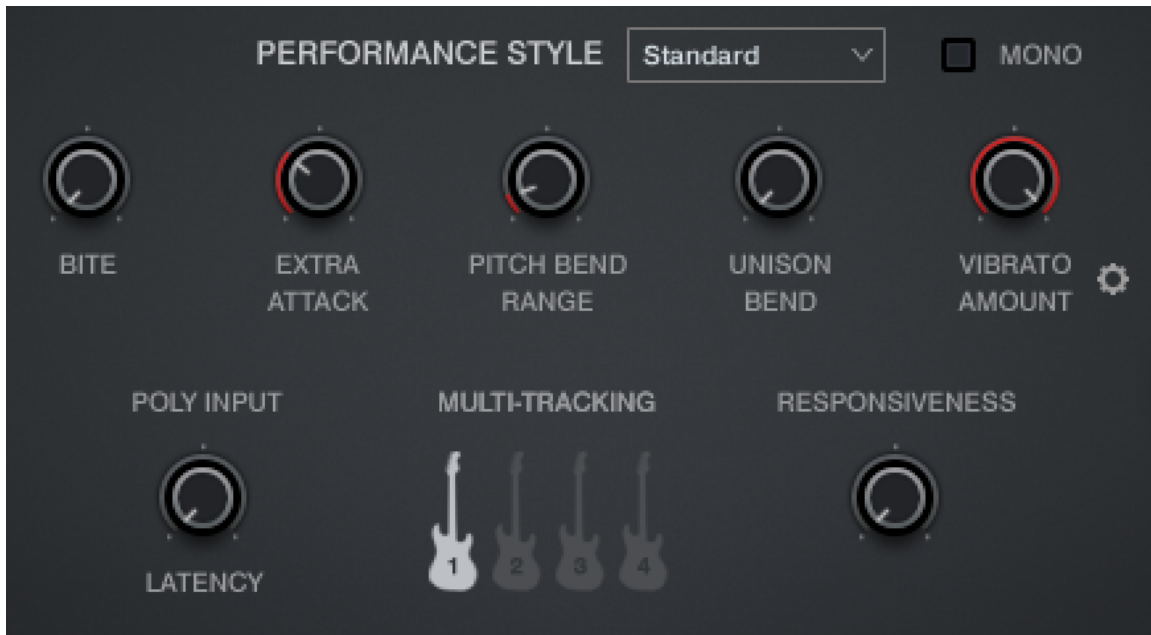 PERFORMANCE STYLE Standard MONO
BITE EXTRA PITCH BEND UNISON VIBRATO
ATTACK RANGE BEND AMOUNT
POLY INPUT MULTI-TRACKING RESPONSIVENESS
1 2 3 4
LATENCY